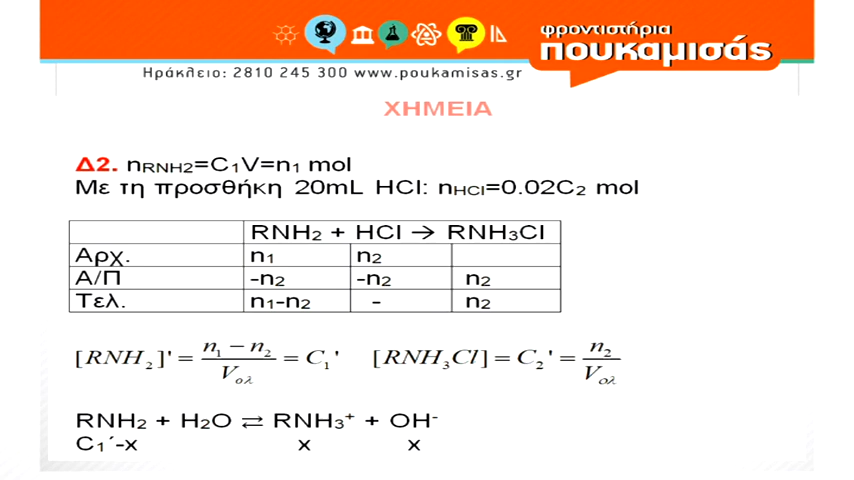 φροντιστήρια
πουκαμισάς
Ηράκλειο: 2810 245 300 www.poukamisas.gr
ΧΗΜΕΙΑ
Δ2. nRNH2=C₁V=n₁ mol
Με τη προσθήκη 20mL HCl: nHCl=0.02C₂ mol
RNH₂ + HCl → RNH₃Cl
Αρχ. n₁ n₂
Α/Π -n₂ -n₂ n₂
Τελ. n₁-n₂ - n₂
[RNH₂]' = (n₁ − n₂)/Vολ = C₁' [RNH₃Cl] = C₂' = n₂/Vολ
RNH₂ + H₂O ⇄ RNH₃⁺ + OH⁻
C₁´-x x x